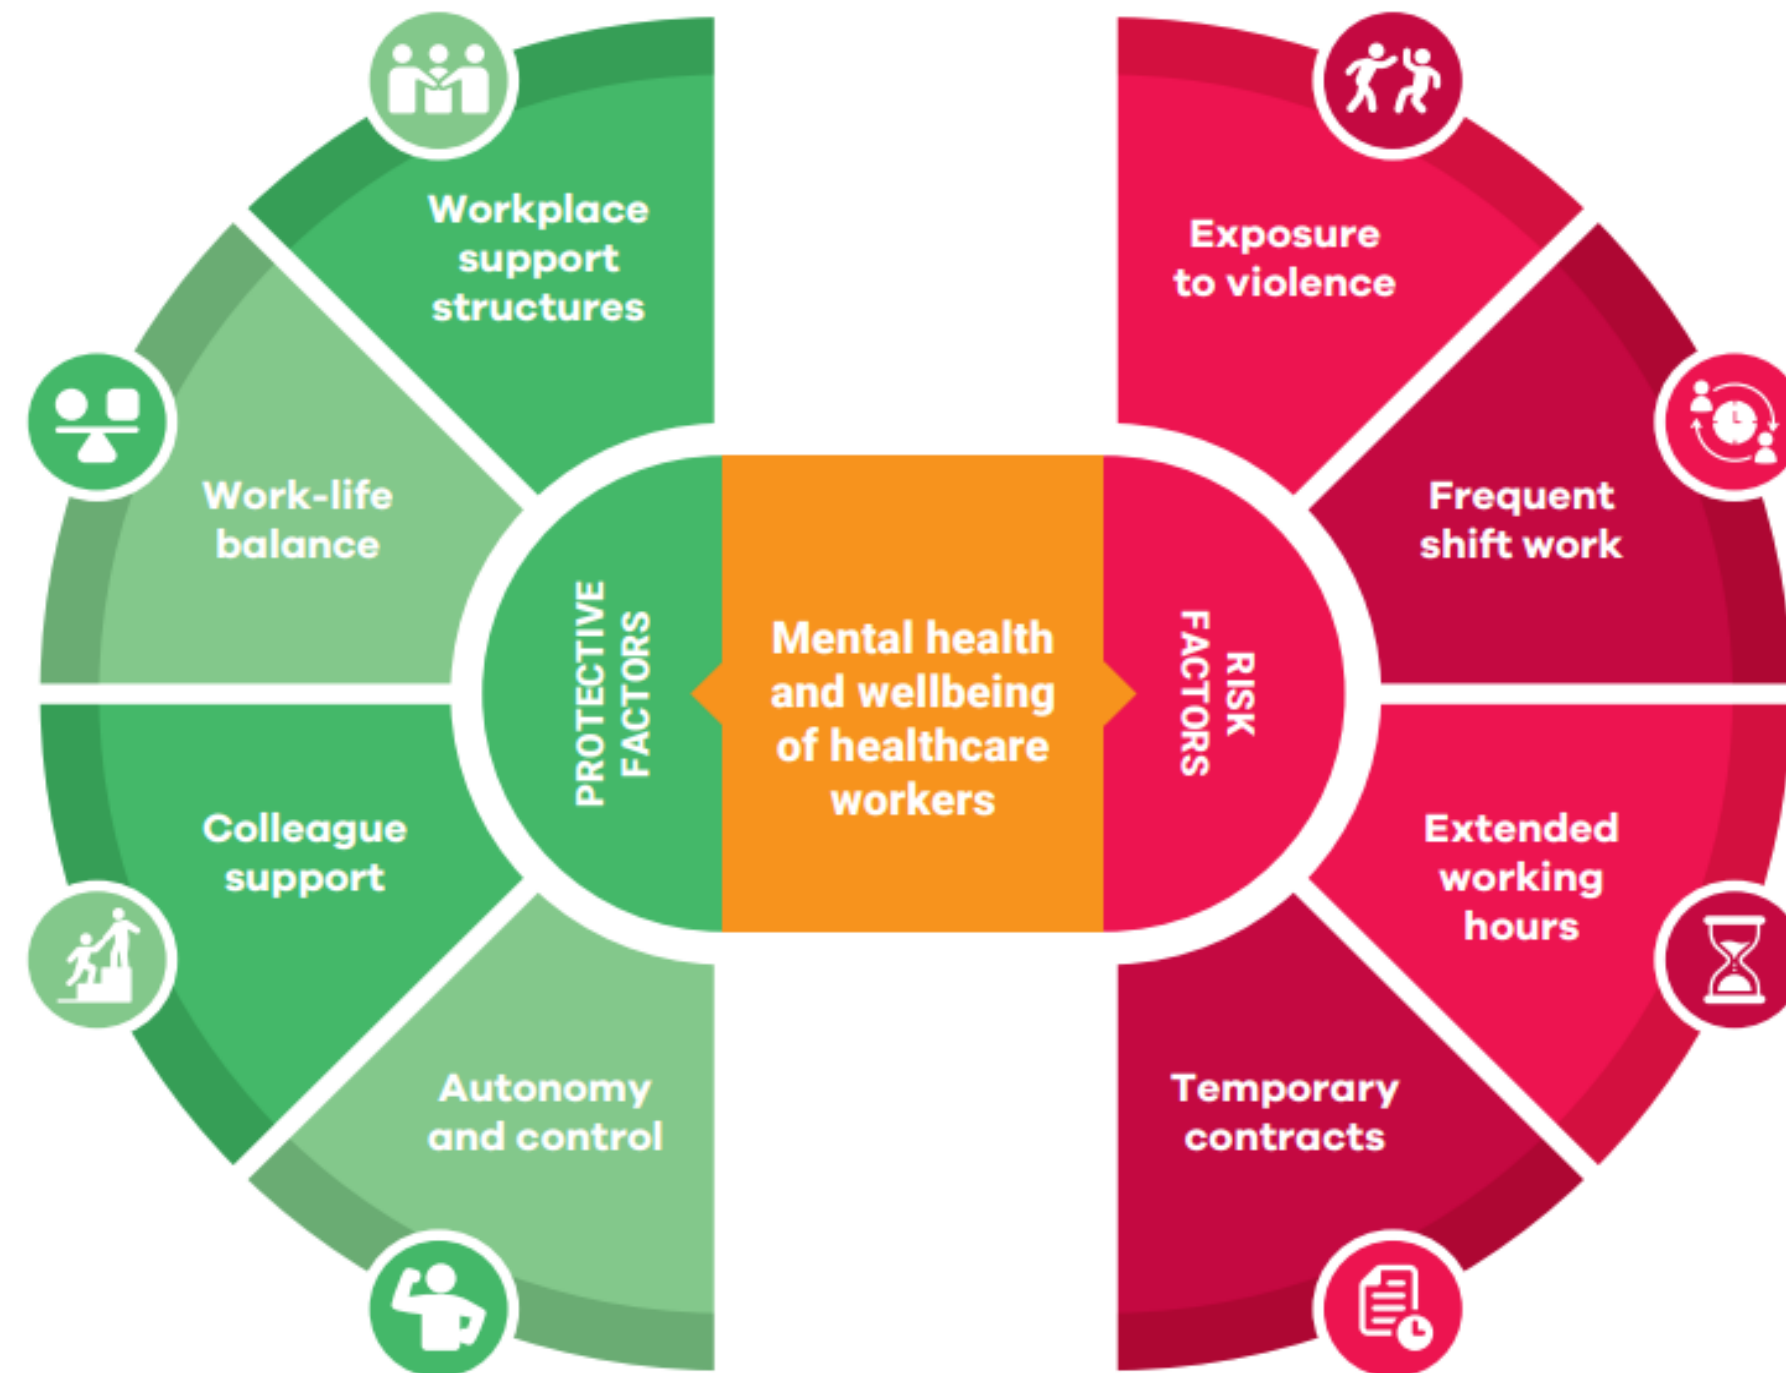 Workplace
support
structures
Work-life
balance
Colleague
support
Autonomy
and control
PROTECTIVE
FACTORS
Mental health
and wellbeing
of healthcare
workers
RISK
FACTORS
Exposure
to violence
Frequent
shift work
Extended
working
hours
Temporary
contracts